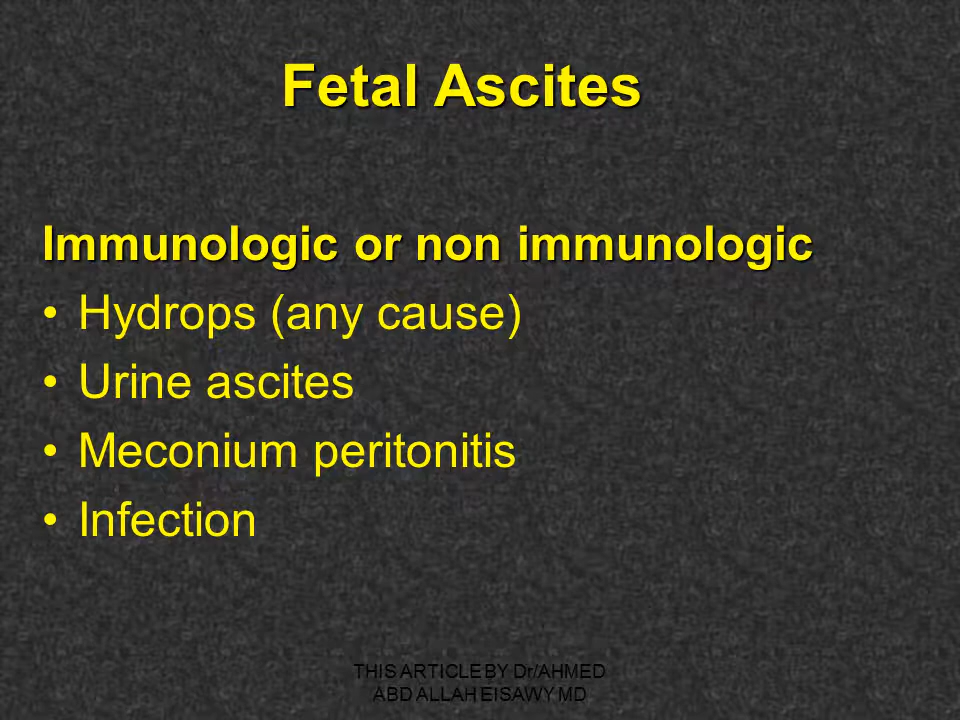 Fetal Ascites
Immunologic or non immunologic
• Hydrops (any cause)
• Urine ascites
• Meconium peritonitis
• Infection
THIS ARTICLE BY Dr/AHMED
ABD ALLAH EISAWY MD